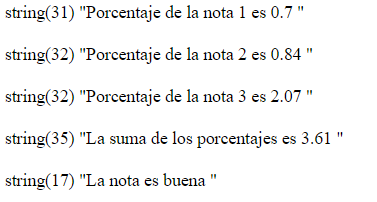 string(31) "Porcentaje de la nota 1 es 0.7 "
string(32) "Porcentaje de la nota 2 es 0.84 "
string(32) "Porcentaje de la nota 3 es 2.07 "
string(35) "La suma de los porcentajes es 3.61 "
string(17) "La nota es buena "